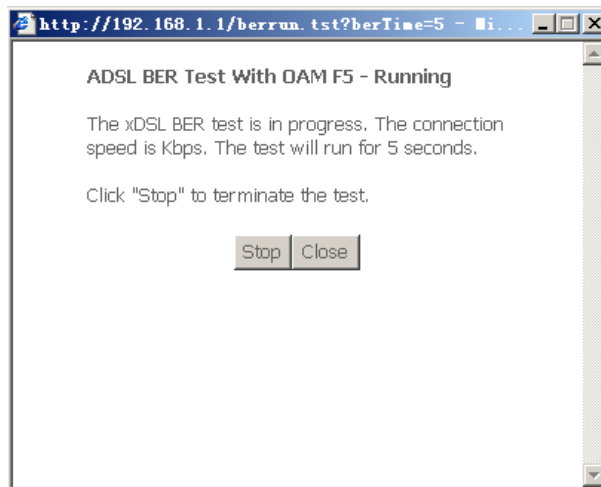 http://192.168.1.1/berrun.tst?berTime=5 - Mi...
ADSL BER Test With OAM F5 - Running
The xDSL BER test is in progress. The connection
speed is Kbps. The test will run for 5 seconds.
Click "Stop" to terminate the test.
Stop Close